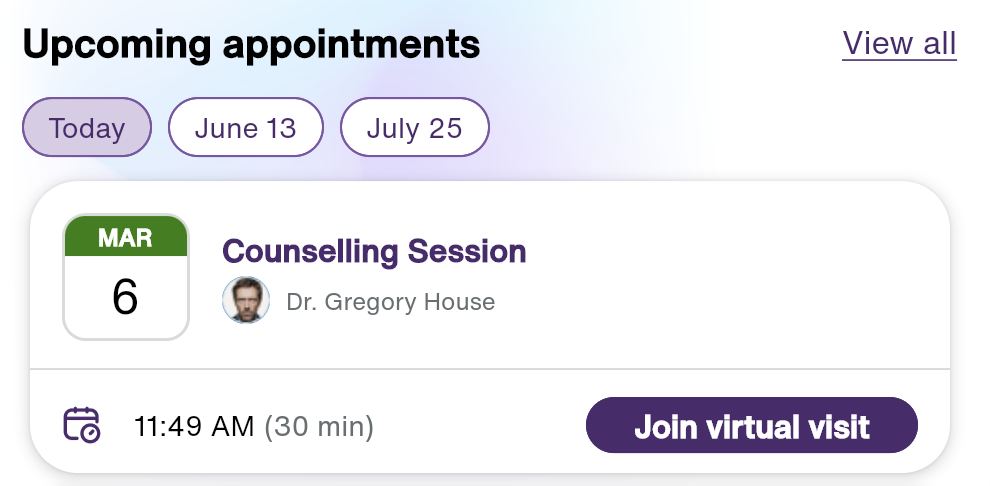 Upcoming appointments
View all
Today
June 13
July 25
MAR
6
Counselling Session
Dr. Gregory House
11:49 AM (30 min)
Join virtual visit